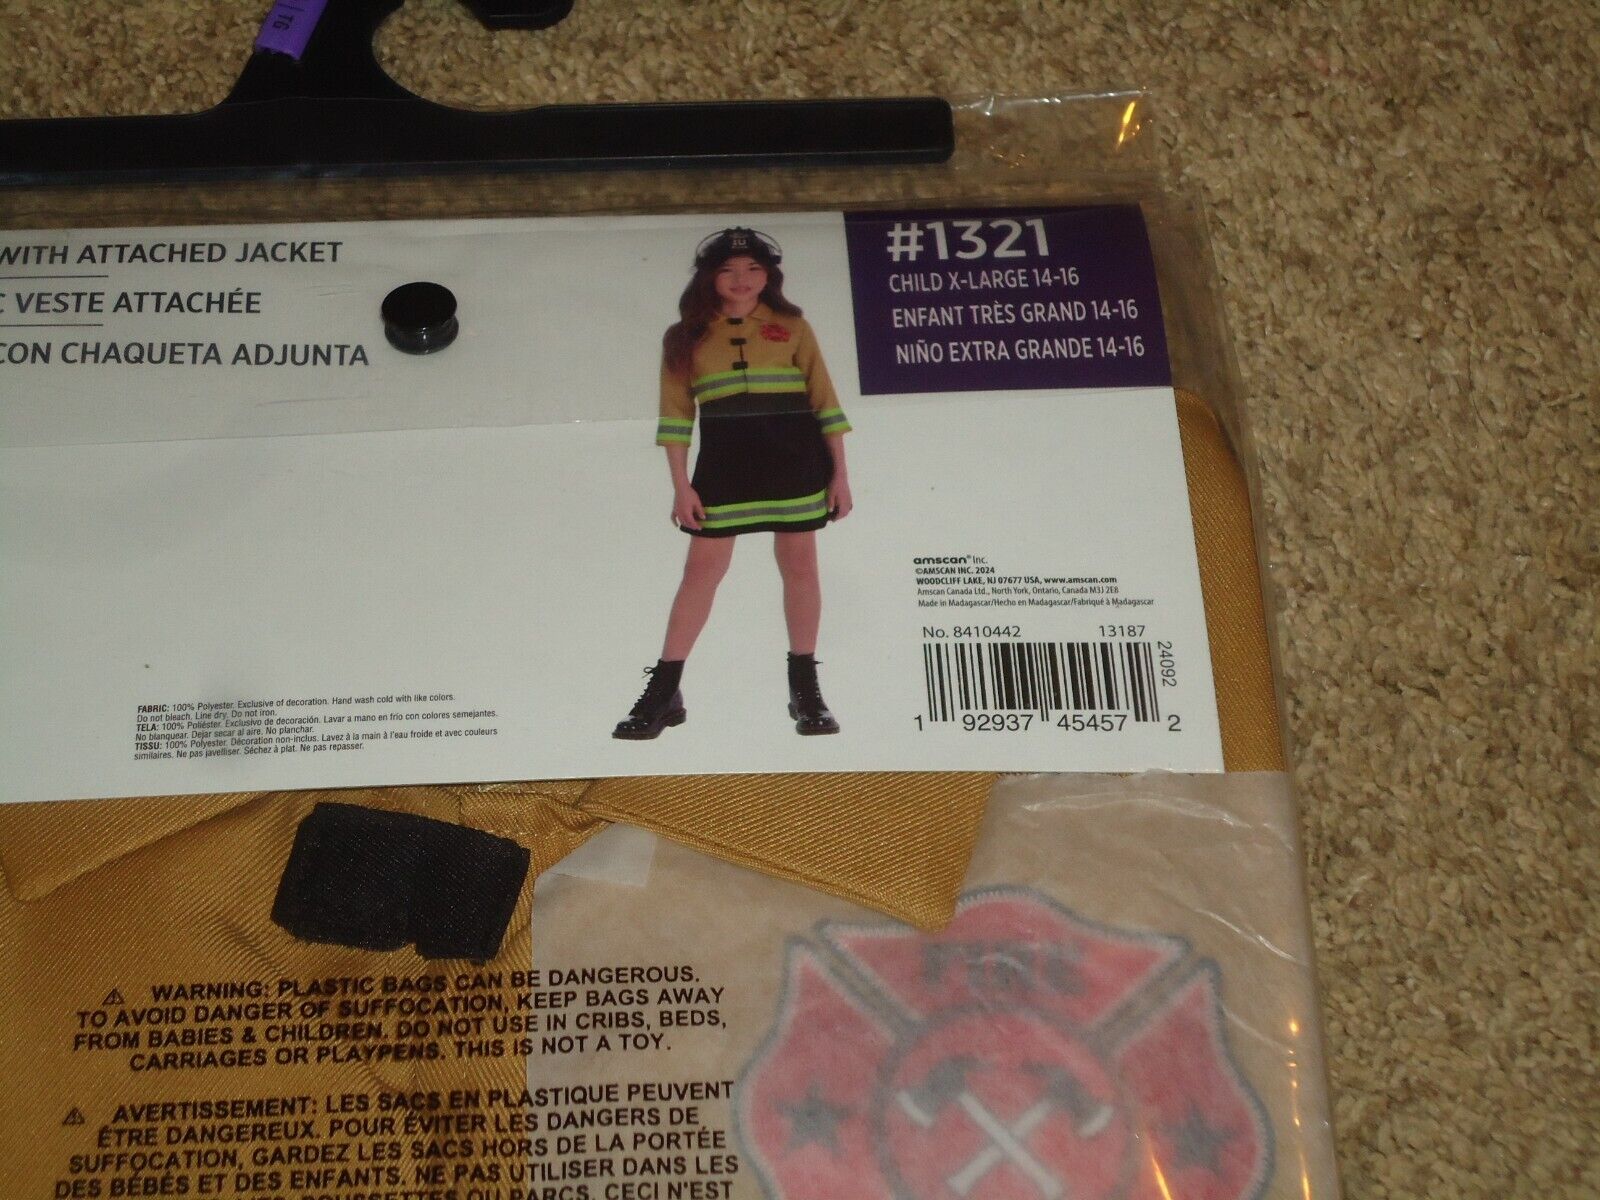 TG
WITH ATTACHED JACKET
C VESTE ATTACHÉE
CON CHAQUETA ADJUNTA
#1321
CHILD X-LARGE 14-16
ENFANT TRÈS GRAND 14-16
NIÑO EXTRA GRANDE 14-16
10
amscan® Inc.
©AMSCAN INC. 2024
WOODCLIFF LAKE, NJ 07677 USA, www.amscan.com
Amscan Canada Ltd., North York, Ontario, Canada M3J 2E8
Made in Madagascar/Hecho en Madagascar/Fabriqué à Madagascar
No. 8410442 13187
24092
1 92937 45457 2
FABRIC: 100% Polyester. Exclusive of decoration. Hand wash cold with like colors.
Do not bleach. Line dry. Do not iron.
TELA: 100% Poliéster. Exclusivo de decoración. Lavar a mano en frío con colores semejantes.
No blanquear. Dejar secar al aire. No planchar.
TISSU: 100% Polyester. Décoration non-inclus. Lavez à la main à l'eau froide et avec couleurs
similaires. Ne pas javelliser. Séchez à plat. Ne pas repasser.
FIRE
⚠ WARNING: PLASTIC BAGS CAN BE DANGEROUS.
TO AVOID DANGER OF SUFFOCATION, KEEP BAGS AWAY
FROM BABIES & CHILDREN. DO NOT USE IN CRIBS, BEDS,
CARRIAGES OR PLAYPENS. THIS IS NOT A TOY.
⚠ AVERTISSEMENT: LES SACS EN PLASTIQUE PEUVENT
ÊTRE DANGEREUX. POUR ÉVITER LES DANGERS DE
SUFFOCATION, GARDEZ LES SACS HORS DE LA PORTÉE
DES BÉBÉS ET DES ENFANTS. NE PAS UTILISER DANS LES
POUSSETTES OU PARCS. CECI N'EST